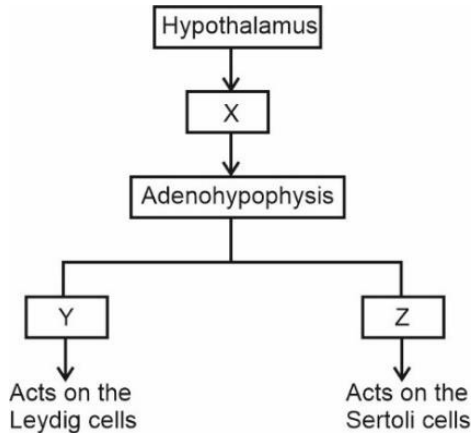 Hypothalamus
X
Adenohypophysis
Y
Z
Acts on the
Leydig cells
Acts on the
Sertoli cells